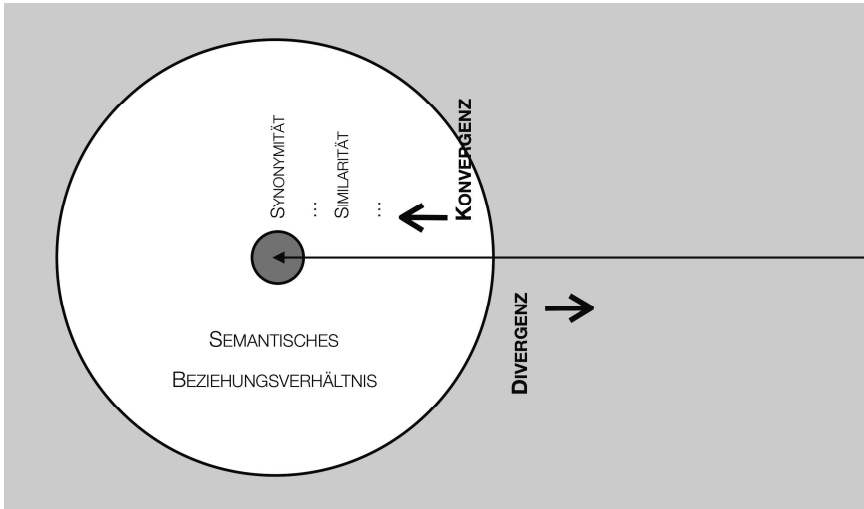 SYNONYMITÄT
...
SIMILARITÄT
...
KONVERGENZ
DIVERGENZ
SEMANTISCHES
BEZIEHUNGSVERHÄLTNIS